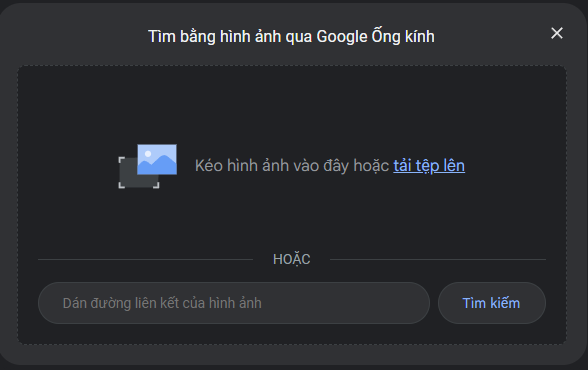 Tìm bằng hình ảnh qua Google Ống kính
Kéo hình ảnh vào đây hoặc tải tệp lên
HOẶC
Dán đường liên kết của hình ảnh
Tìm kiếm